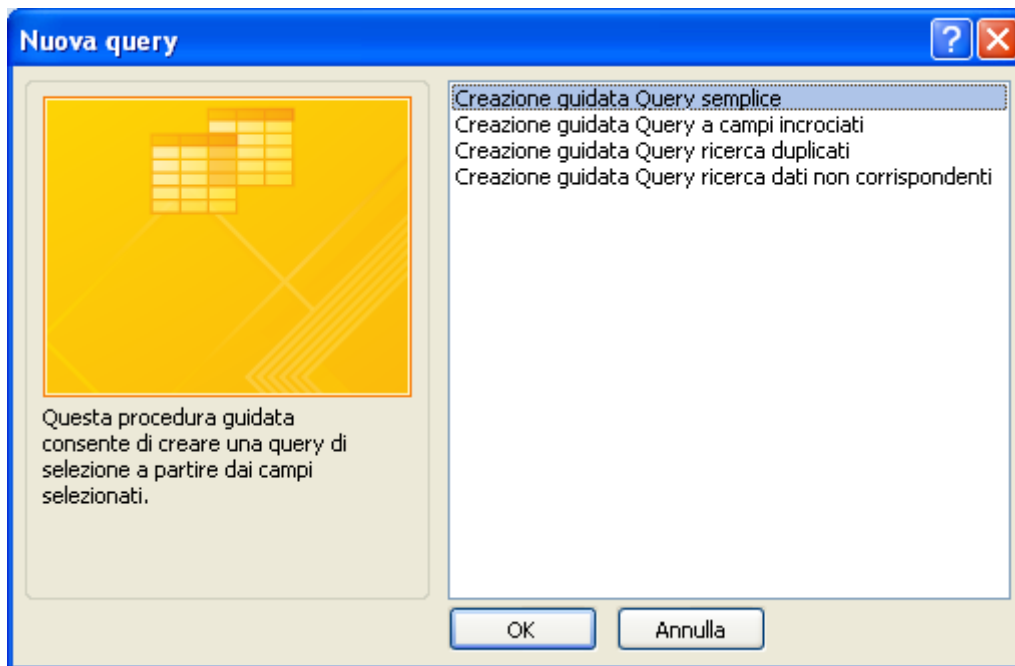 Nuova query
Creazione guidata Query semplice
Creazione guidata Query a campi incrociati
Creazione guidata Query ricerca duplicati
Creazione guidata Query ricerca dati non corrispondenti
Questa procedura guidata
consente di creare una query di
selezione a partire dai campi
selezionati.
OK
Annulla